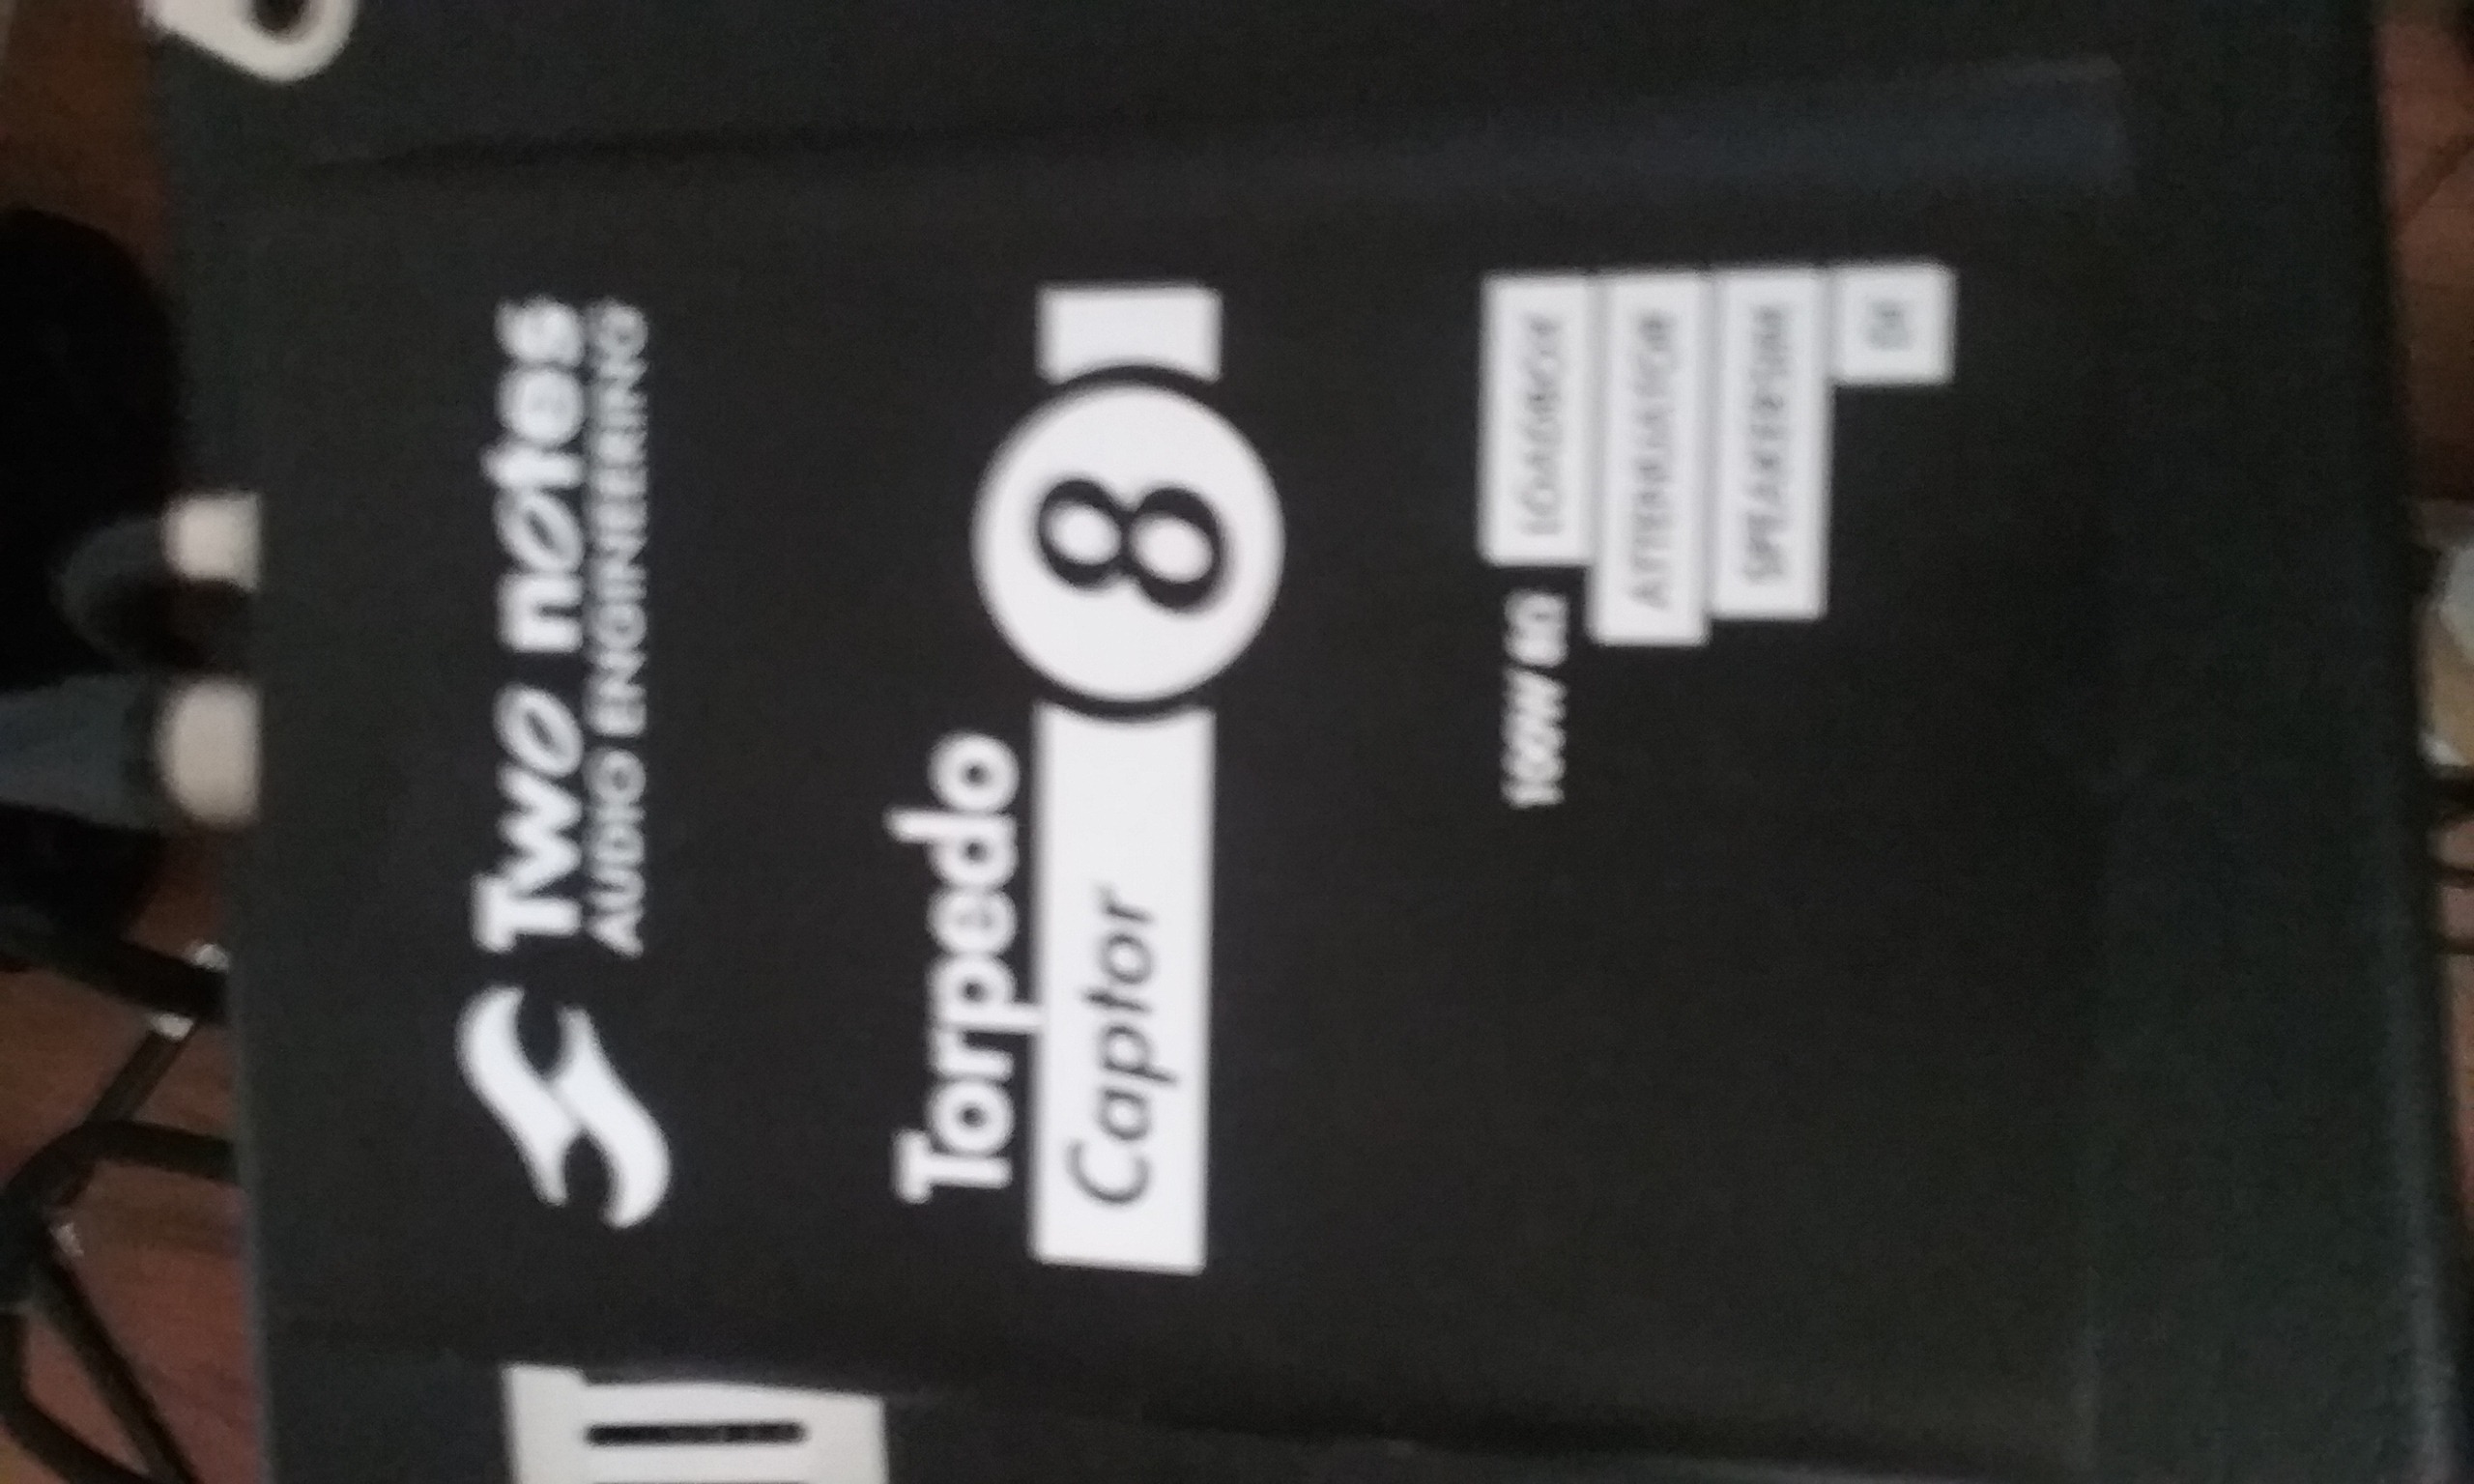 Two notes
AUDIO ENGINEERING
Torpedo
Captor 8
100W 8Ω LOADBOX
ATTENUATOR
SPEAKERSIM
DI